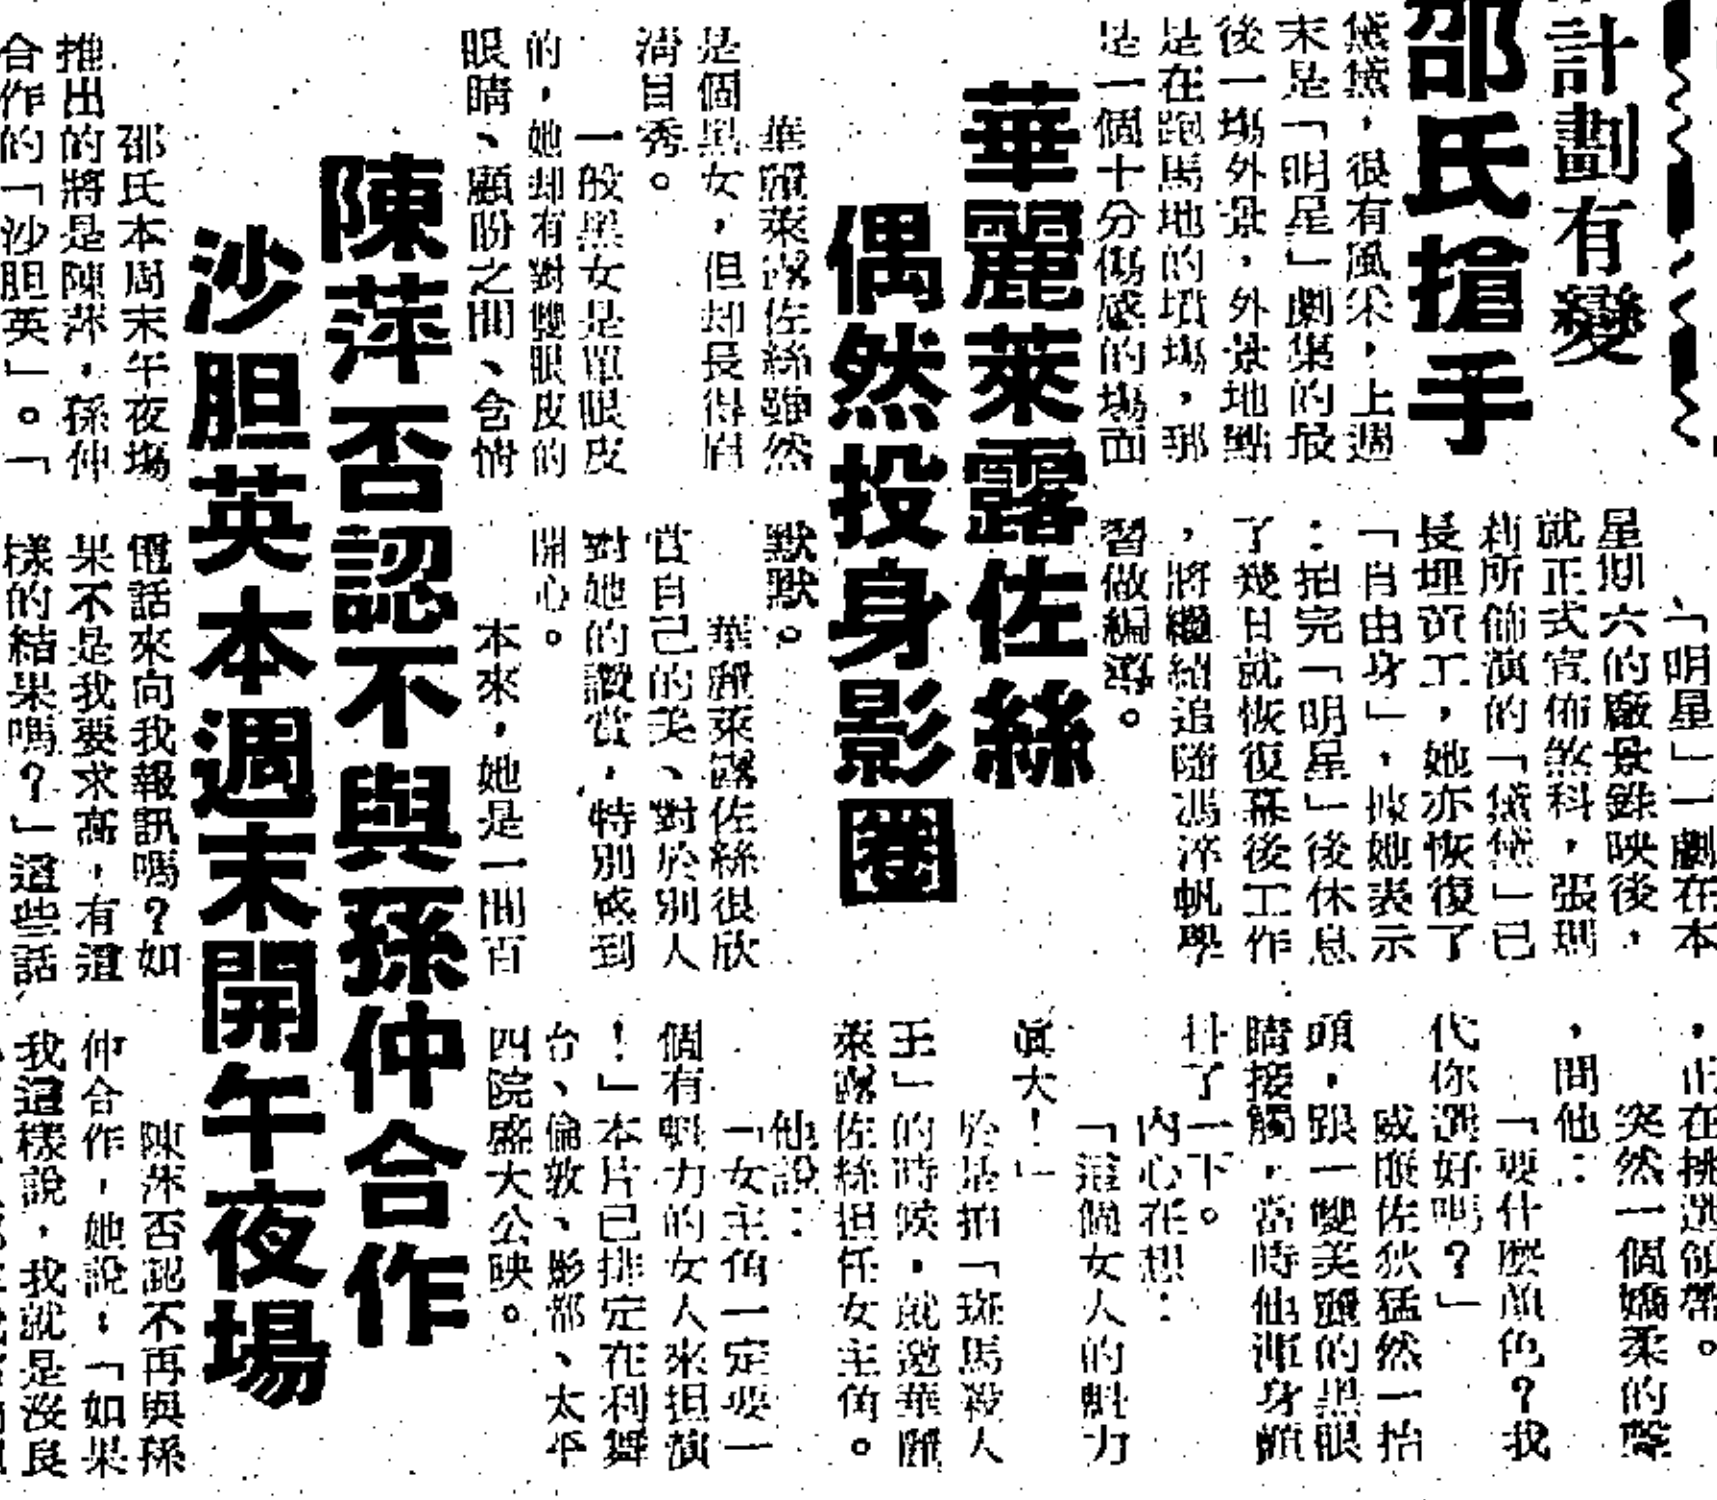 計劃有變
邵氏搶手
黛黛，很有風采，上週
末是「明星」劇集的最
後一塲外景，外景地點
是在跑馬地的墳塲，那
是一個十分傷感的塲面
「明星」一劇在本
星期六的廠景錄映後，
就正式宣佈煞科，張瑪
莉所飾演的「黛黛」已
長埋黃工，她亦恢復了
「自由身」，據她表示
：拍完「明星」後休息
了幾日就恢復幕後工作
，將繼紹追隨馮淬帆學
習做編導。
華麗萊露佐絲
偶然投身影圈
華麗萊露佐絲雖然
是個黑女，但却長得眉
清目秀。
一般黑女是單眼皮
的，她却有對雙眼皮的
眼睛、顧盼之間、含情
默默。
華麗萊露佐絲很欣
賞自己的美、對於別人
對她的讚賞，特別感到
開心。
本來，她是一間百
，正在挑選領帶。
突然一個嬌柔的聲
，問他：
「要什麼顏色？我
代你選好嗎？」
威廉佐狄猛然一抬
頭，跟一雙美麗的黑眼
睛接觸，當時他渾身顫
抖了一下。
內心在想：
「這個女人的魁力
眞大！」
於是拍「斑馬殺人
王」的時候，就邀華麗
萊露佐絲担任女主角。
他說：
「女主角一定要一
個有魁力的女人來担演
！」本片已排定在利舞
台、倫敦、影都、太平
四院盛大公映。
陳萍否認不與孫仲合作
沙胆英本週末開午夜場
邵氏本周末午夜塲
推出的將是陳萍，孫仲
合作的「沙胆英」。「
電話來向我報訊嗎？如
果不是我要求高，有這
樣的結果嗎？」這些話
陳萍否認不再與孫
仲合作，她說：「如果
我這樣說，我就是沒良